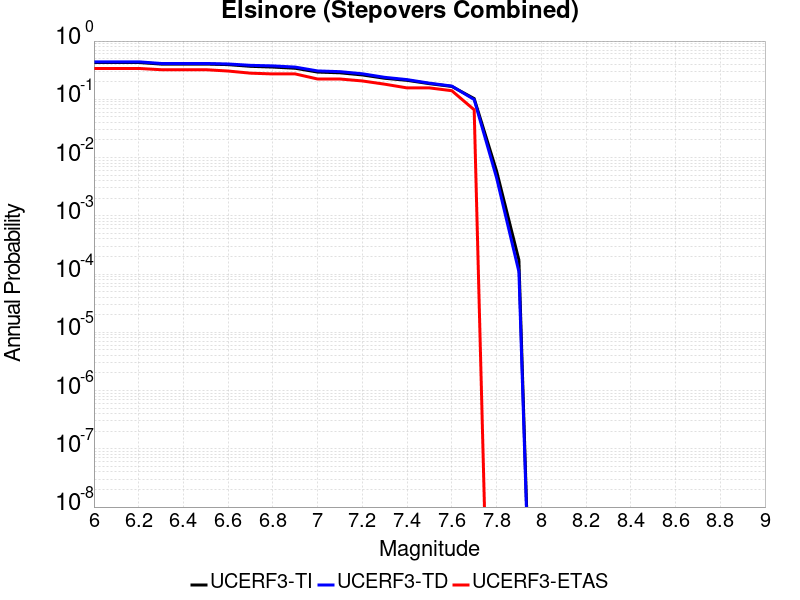 Elsinore (Stepovers Combined)
10^0
10^-1
10^-2
10^-3
10^-4
10^-5
10^-6
10^-7
10^-8
Annual Probability
6 6.2 6.4 6.6 6.8 7 7.2 7.4 7.6 7.8 8 8.2 8.4 8.6 8.8 9
Magnitude
UCERF3-TI UCERF3-TD UCERF3-ETAS